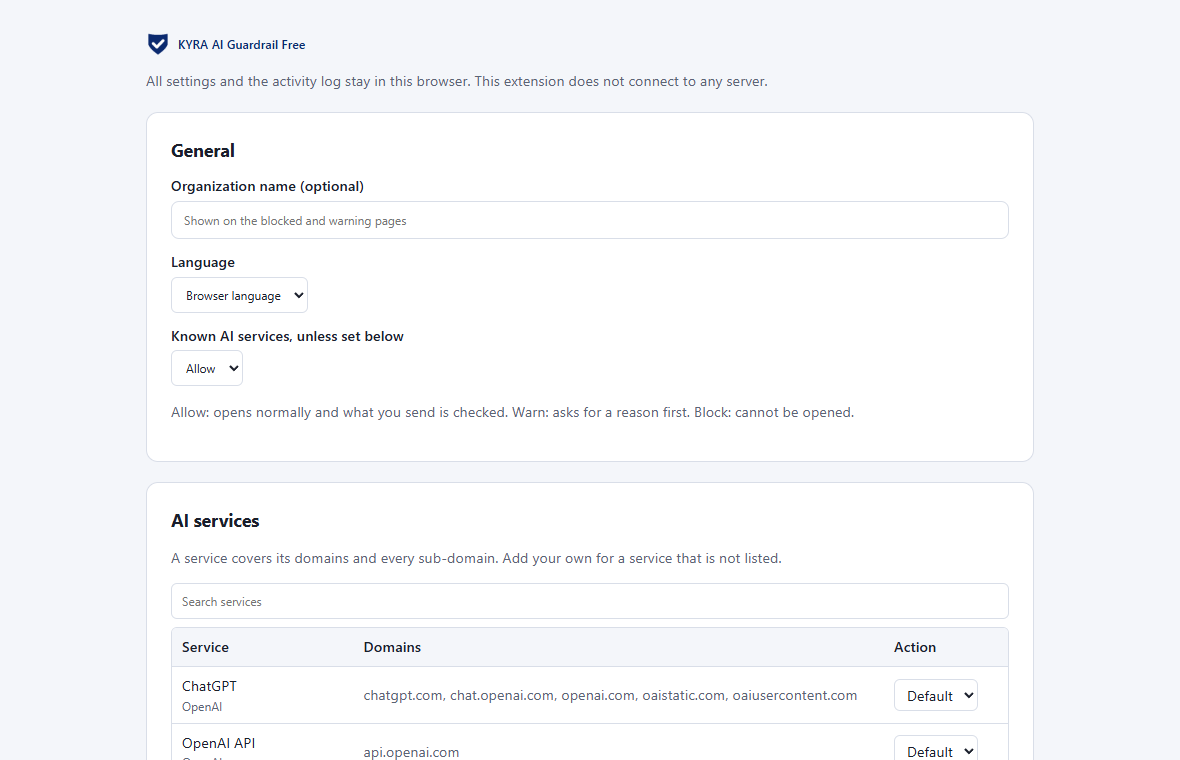 KYRA AI Guardrail Free
All settings and the activity log stay in this browser. This extension does not connect to any server.
General
Organization name (optional)
Shown on the blocked and warning pages
Language
Browser language
Known AI services, unless set below
Allow
Allow: opens normally and what you send is checked. Warn: asks for a reason first. Block: cannot be opened.
AI services
A service covers its domains and every sub-domain. Add your own for a service that is not listed.
Search services
Service Domains Action
ChatGPT
OpenAI
chatgpt.com, chat.openai.com, openai.com, oaistatic.com, oaiusercontent.com
Default
OpenAI API
api.openai.com
Default